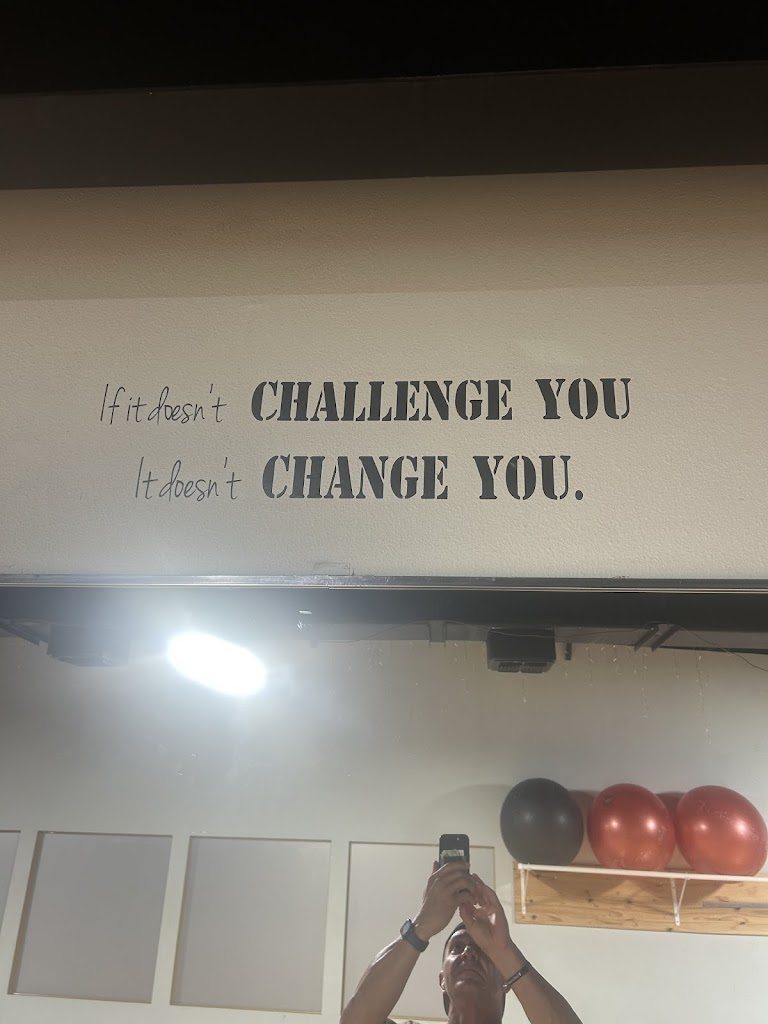 If it doesn't CHALLENGE YOU
It doesn't CHANGE YOU.